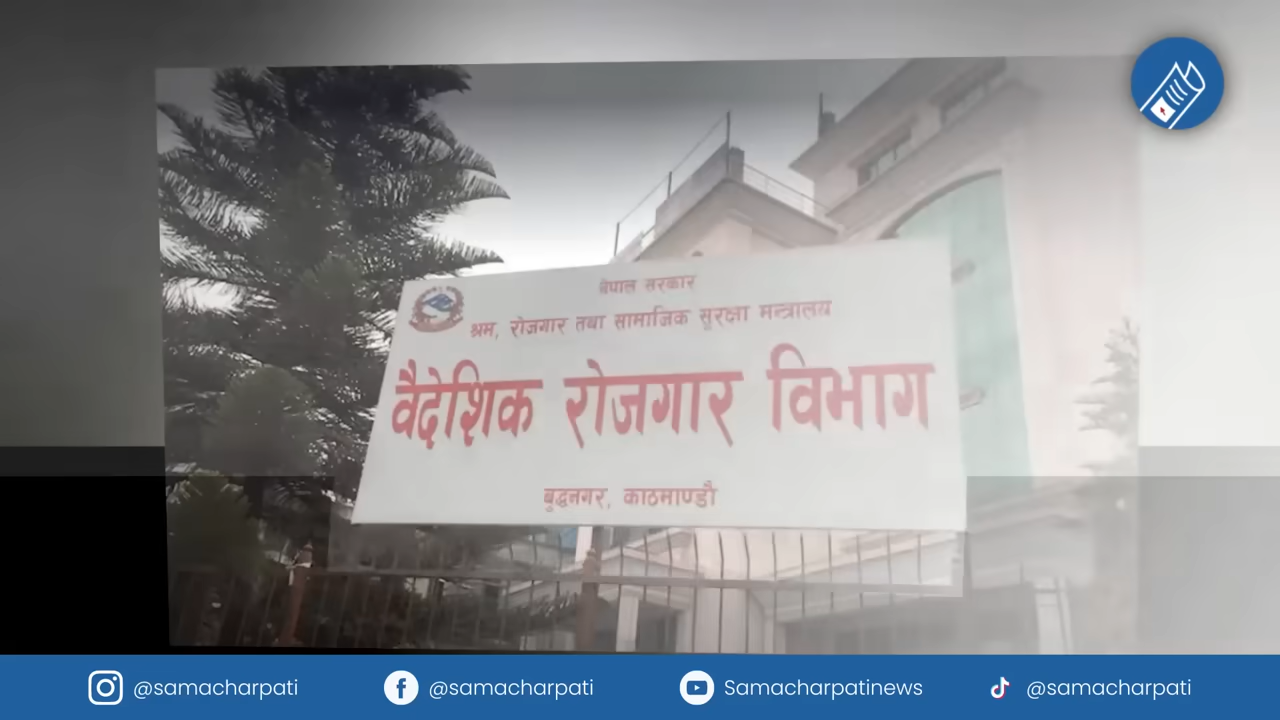 नेपाल सरकार
श्रम, रोजगार तथा सामाजिक सुरक्षा मन्त्रालय
वैदेशिक रोजगार विभाग
बुद्धनगर, काठमाण्डौ
@samacharpati @samacharpati Samacharpatinews @samacharpati